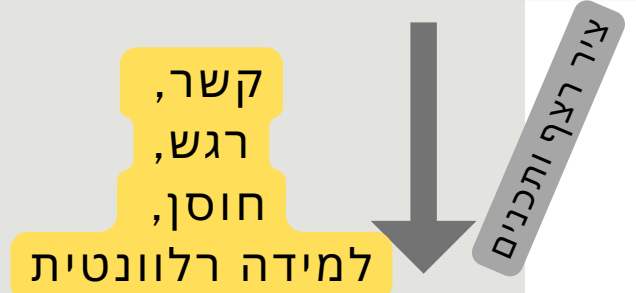 קשר,
רגש,
חוסן,
למידה רלוונטית
ציר רצף ותכנים